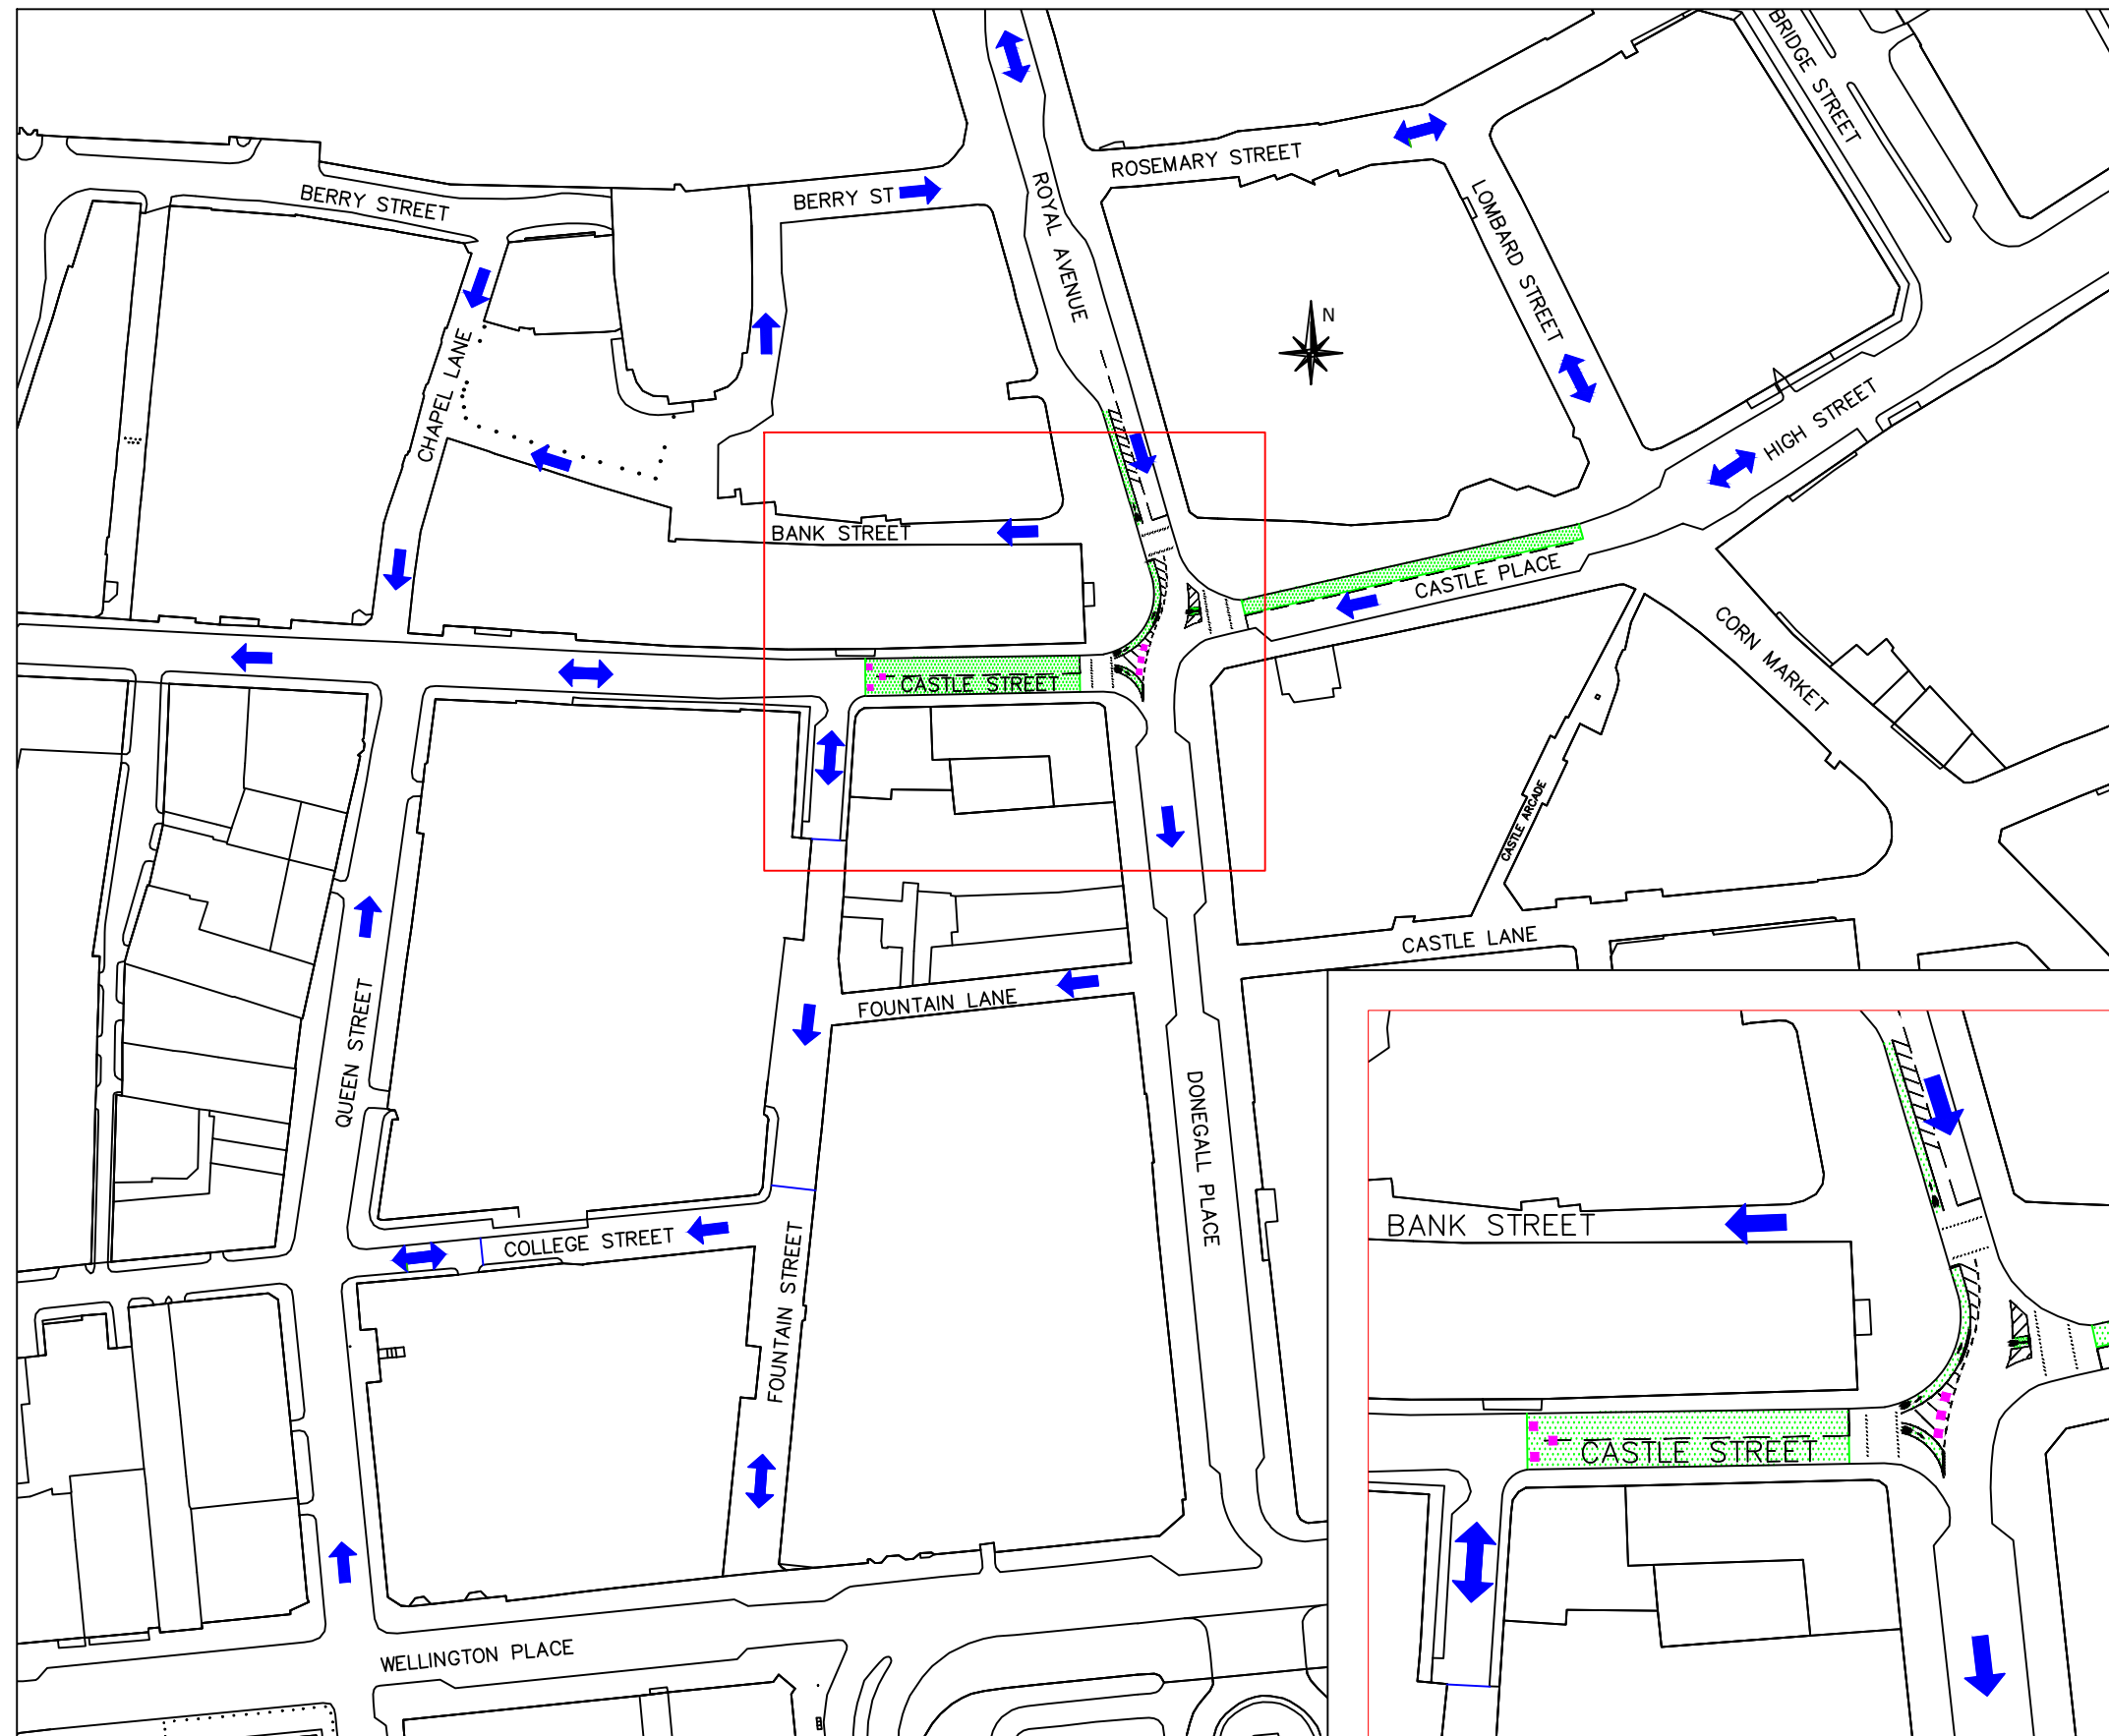 BRIDGE STREET
ROSEMARY STREET
BERRY STREET
BERRY ST
ROYAL AVENUE
LOMBARD STREET
N
CHAPEL LANE
HIGH STREET
BANK STREET
CASTLE PLACE
CORN MARKET
CASTLE STREET
CASTLE ARCADE
CASTLE LANE
FOUNTAIN LANE
QUEEN STREET
DONEGALL PLACE
COLLEGE STREET
FOUNTAIN STREET
WELLINGTON PLACE
BANK STREET
CASTLE STREET